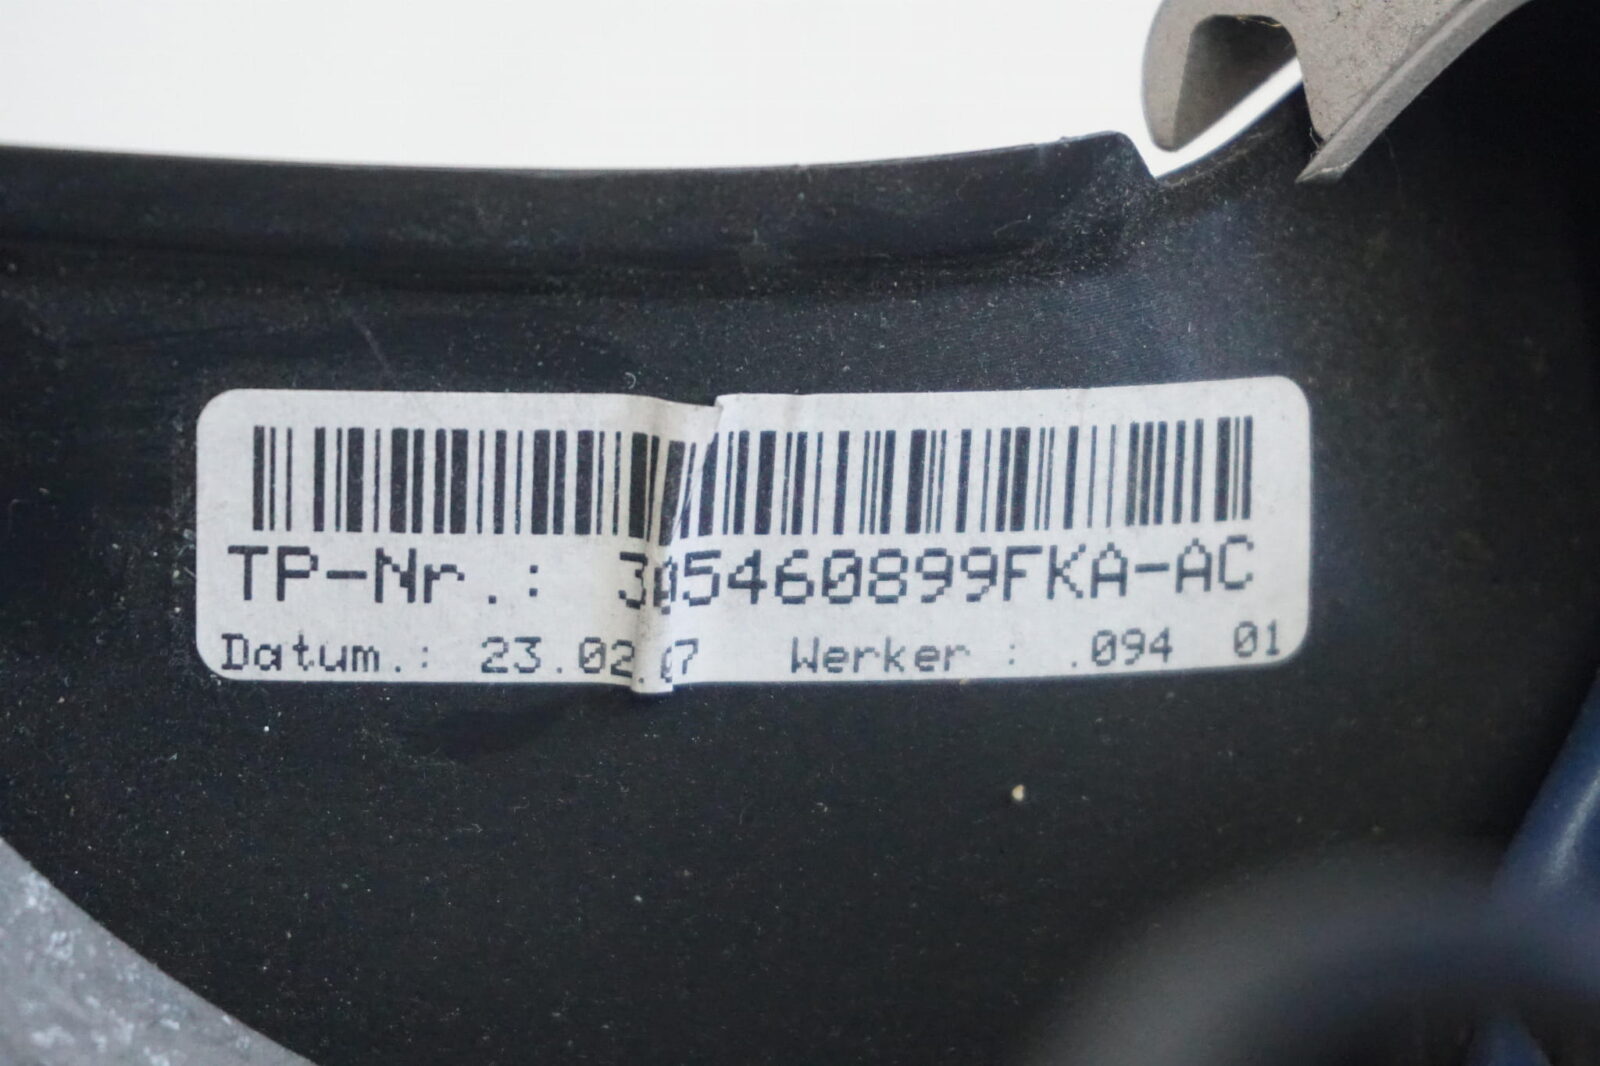 TP-Nr.: 305460899FKA-AC
Datum.: 23.02.07 Werker : .094 01